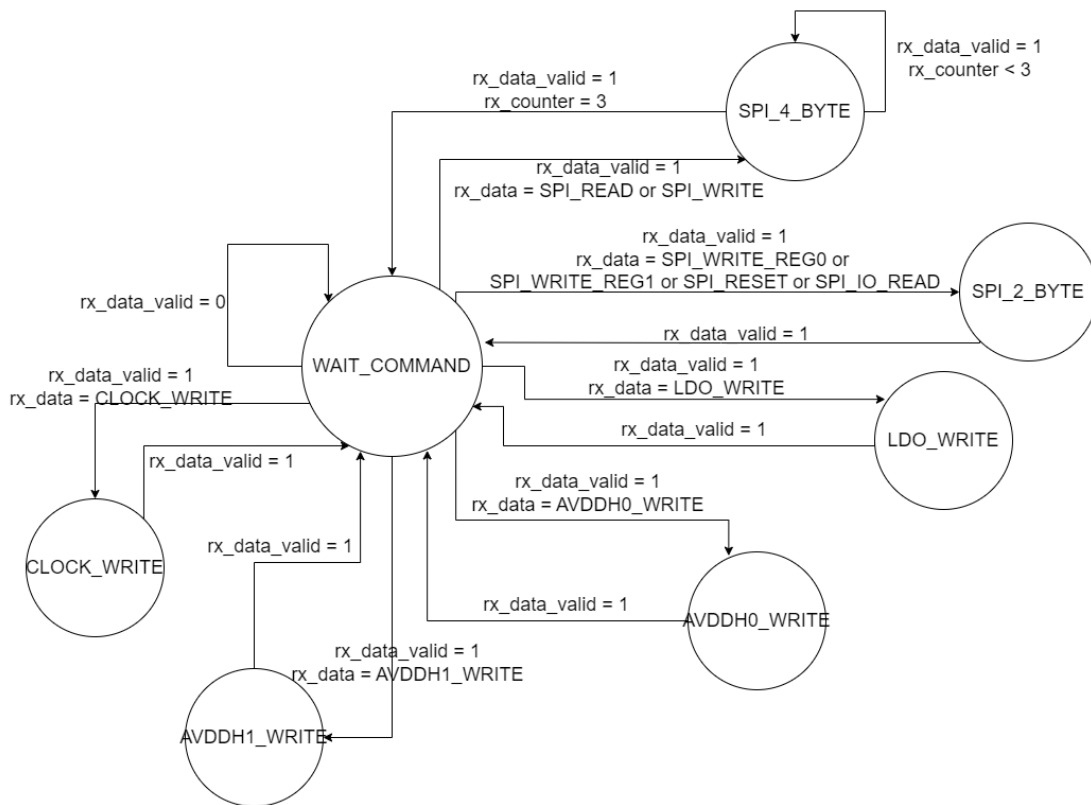 rx_data_valid = 1
rx_counter < 3
rx_data_valid = 1
rx_counter = 3
SPI_4_BYTE
rx_data_valid = 1
rx_data = SPI_READ or SPI_WRITE
rx_data_valid = 1
rx_data = SPI_WRITE_REG0 or
SPI_WRITE_REG1 or SPI_RESET or SPI_IO_READ
SPI_2_BYTE
rx_data_valid = 0
rx_data_valid = 1
WAIT_COMMAND
rx_data_valid = 1
rx_data = LDO_WRITE
rx_data_valid = 1
rx_data = CLOCK_WRITE
rx_data_valid = 1
LDO_WRITE
rx_data_valid = 1
rx_data_valid = 1
rx_data = AVDDH0_WRITE
rx_data_valid = 1
CLOCK_WRITE
rx_data_valid = 1
AVDDH0_WRITE
rx_data_valid = 1
rx_data = AVDDH1_WRITE
AVDDH1_WRITE